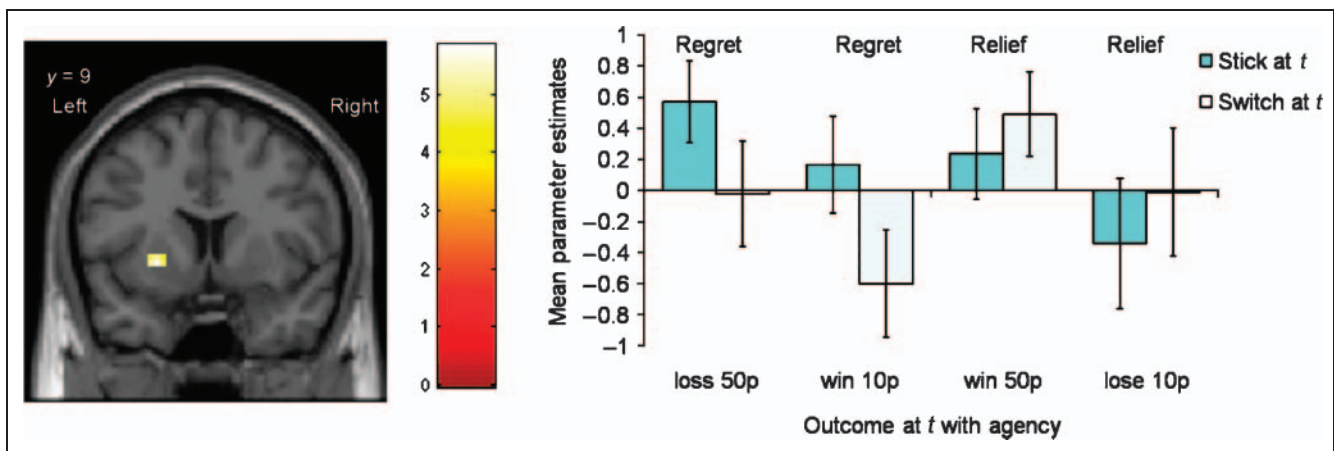 y = 9
Left
Right
5
4
3
2
1
0
Mean parameter estimates
1
0.8
0.6
0.4
0.2
0
−0.2
−0.4
−0.6
−0.8
−1
Regret
Regret
Relief
Relief
Stick at t
Switch at t
loss 50p
win 10p
win 50p
lose 10p
Outcome at t with agency